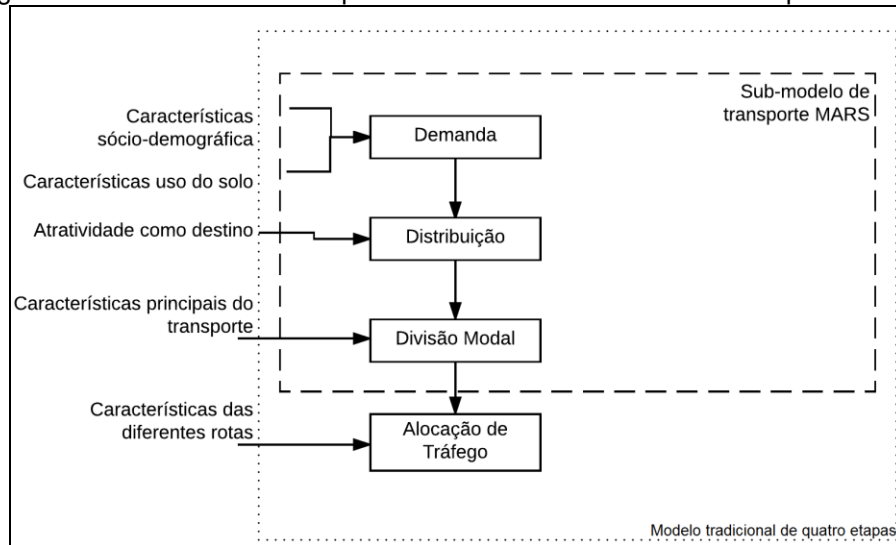 Sub-modelo de
transporte MARS
Características
sócio-demográfica
Demanda
Características uso do solo
Atratividade como destino
Distribuição
Características principais do
transporte
Divisão Modal
Características das
diferentes rotas
Alocação de
Tráfego
Modelo tradicional de quatro etapas